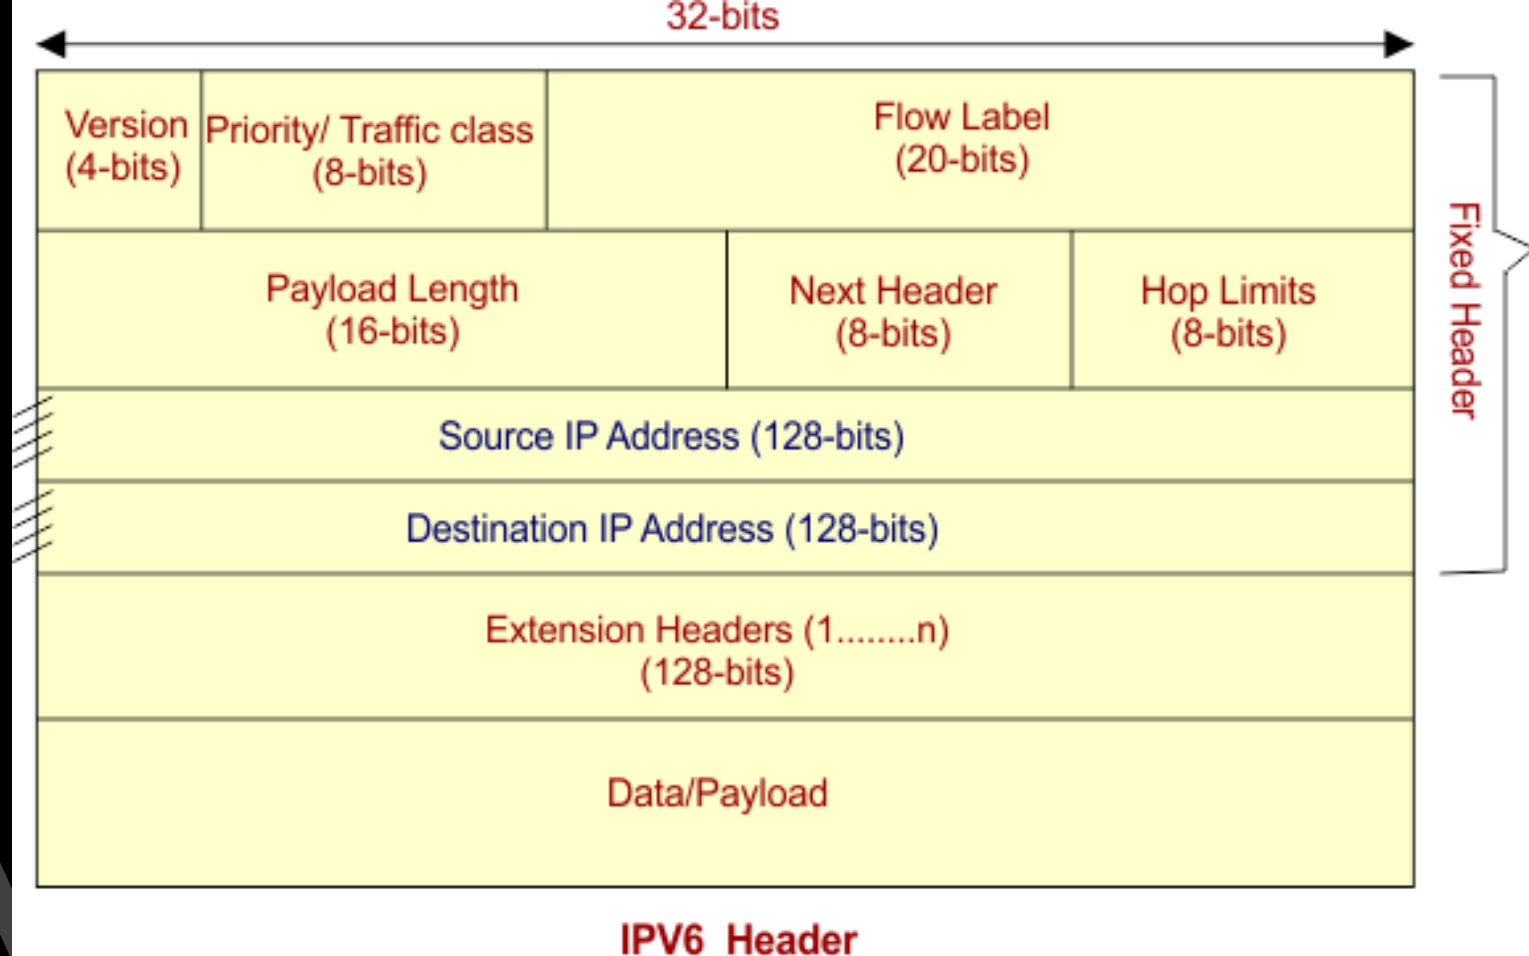 32-bits
Version
(4-bits)
Priority/ Traffic class
(8-bits)
Flow Label
(20-bits)
Payload Length
(16-bits)
Next Header
(8-bits)
Hop Limits
(8-bits)
Fixed Header
Source IP Address (128-bits)
Destination IP Address (128-bits)
Extension Headers (1........n)
(128-bits)
Data/Payload
IPV6 Header